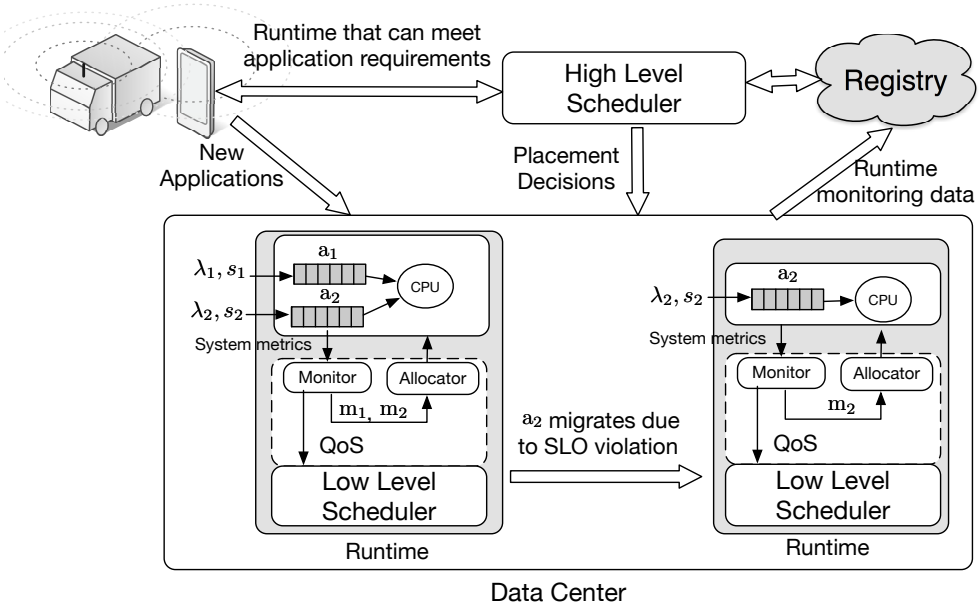 Runtime that can meet
application requirements
High Level
Scheduler
Registry
New
Applications
Placement
Decisions
Runtime
monitoring data
λ₁, s₁
a₁
λ₂, s₂
a₂
CPU
System metrics
Monitor
Allocator
m₁, m₂
QoS
Low Level
Scheduler
Runtime
a₂ migrates due
to SLO violation
λ₂, s₂
a₂
CPU
System metrics
Monitor
Allocator
m₂
QoS
Low Level
Scheduler
Runtime
Data Center